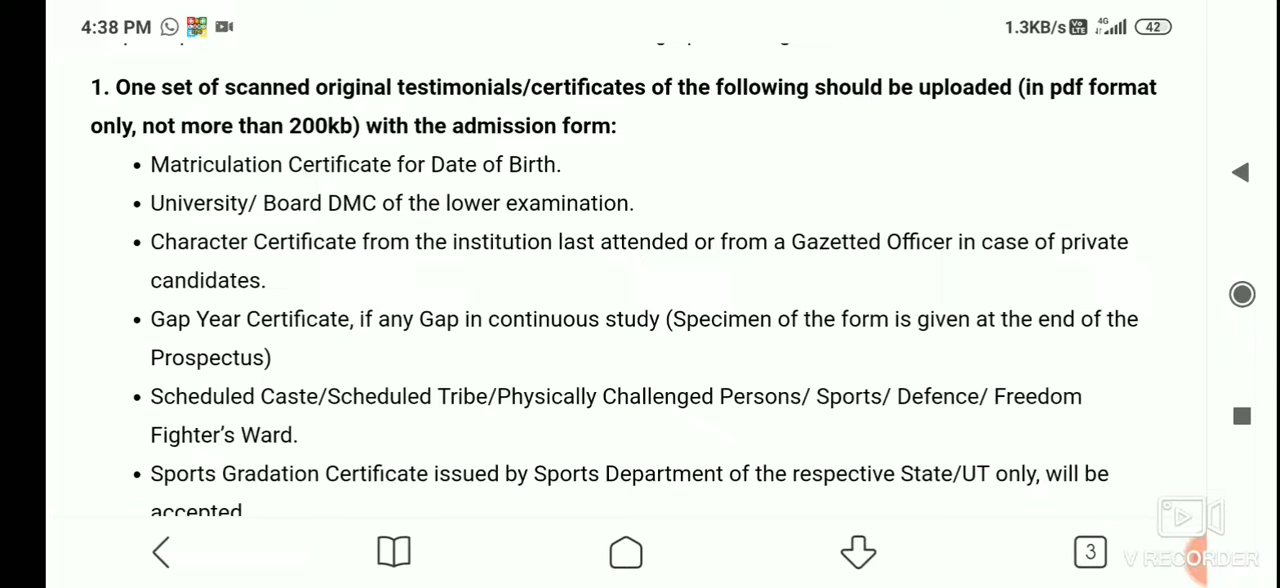 4:38 PM
1.3KB/s Vo LTE 4G 42
1. One set of scanned original testimonials/certificates of the following should be uploaded (in pdf format
only, not more than 200kb) with the admission form:
• Matriculation Certificate for Date of Birth.
• University/ Board DMC of the lower examination.
• Character Certificate from the institution last attended or from a Gazetted Officer in case of private
candidates.
• Gap Year Certificate, if any Gap in continuous study (Specimen of the form is given at the end of the
Prospectus)
• Scheduled Caste/Scheduled Tribe/Physically Challenged Persons/ Sports/ Defence/ Freedom
Fighter’s Ward.
• Sports Gradation Certificate issued by Sports Department of the respective State/UT only, will be
accepted
3
V RECORDER